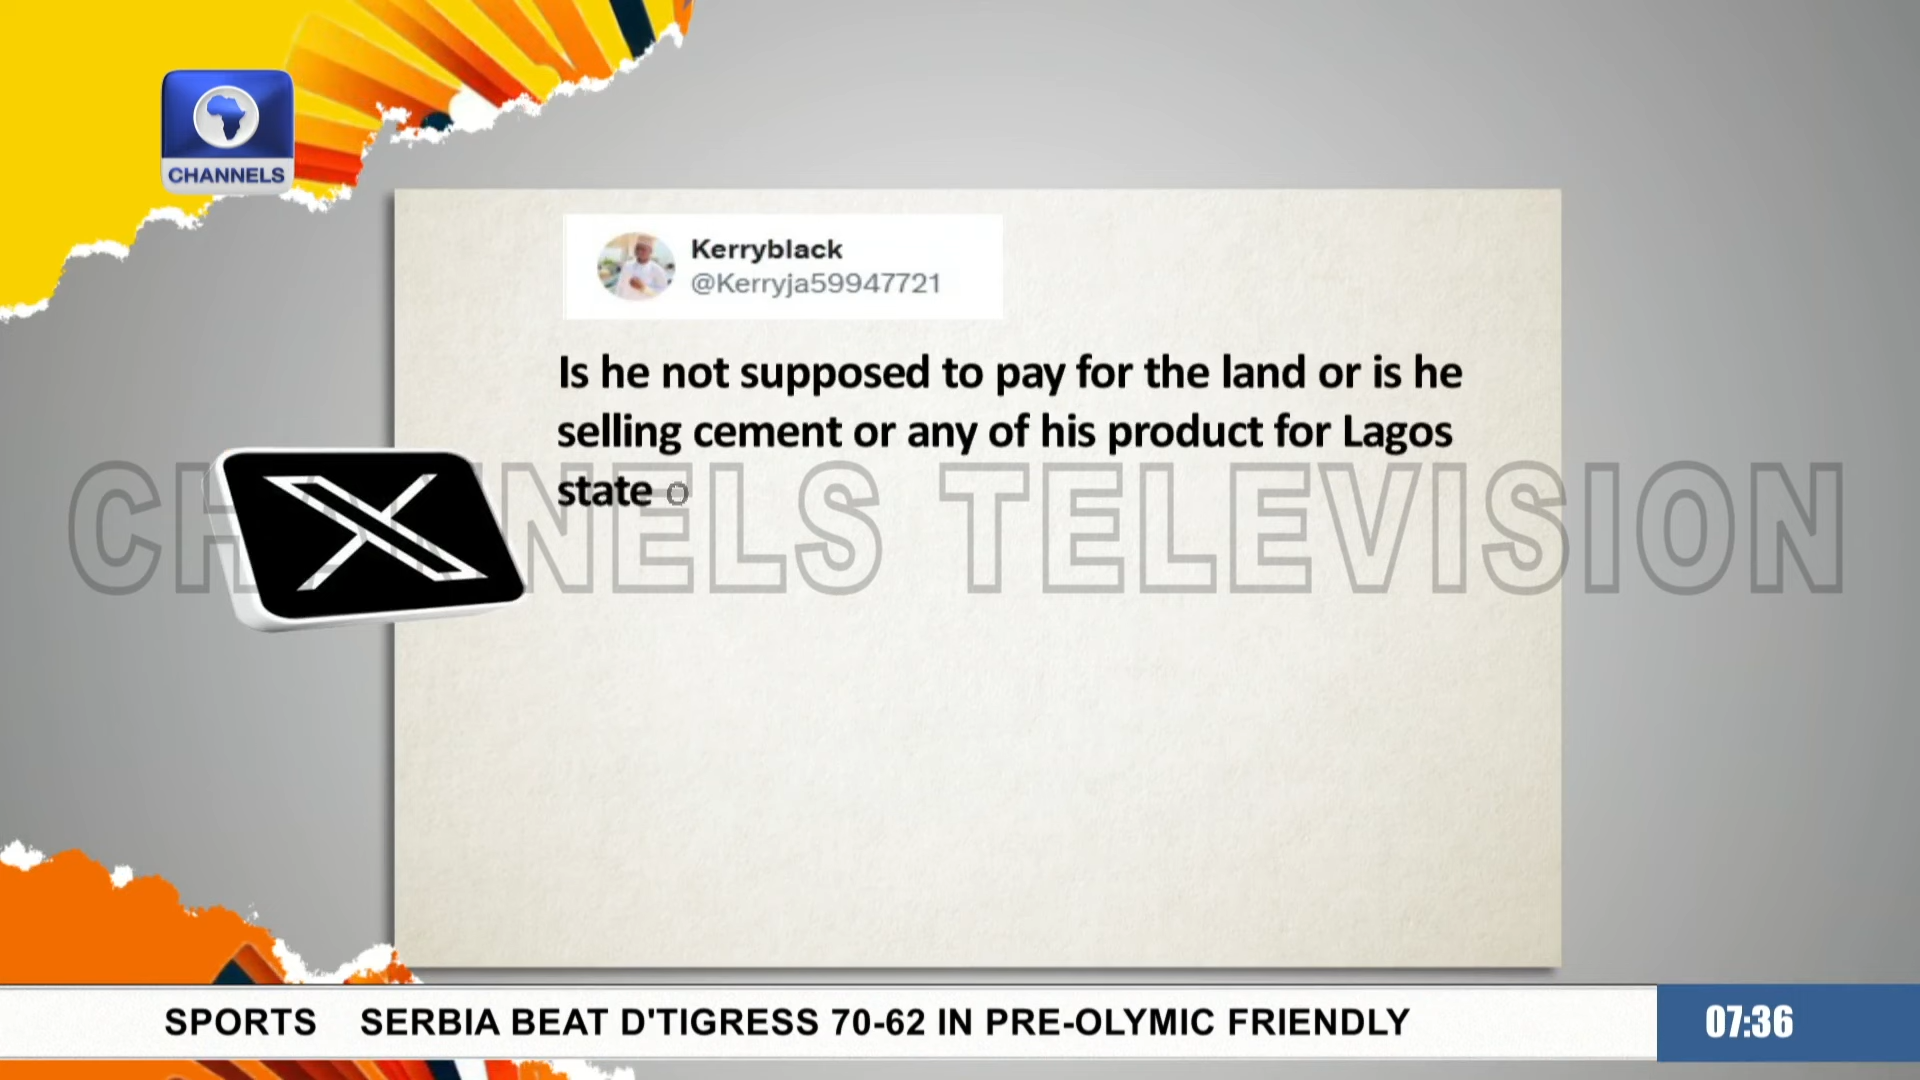 CHANNELS
Kerryblack
@Kerryja59947721
Is he not supposed to pay for the land or is he
selling cement or any of his product for Lagos
state o
CHANNELS TELEVISION
SPORTS SERBIA BEAT D'TIGRESS 70-62 IN PRE-OLYMIC FRIENDLY
07:36